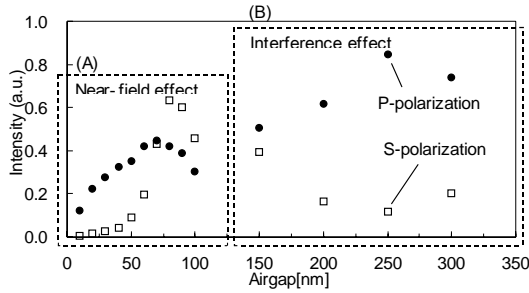 (B)
1.0
Interference effect
(A)
0.8
Near-field effect
P-polarization
0.6
Intensity (a.u.)
0.4
S-polarization
0.2
0.0
0 50 100 150 200 250 300 350
Airgap[nm]